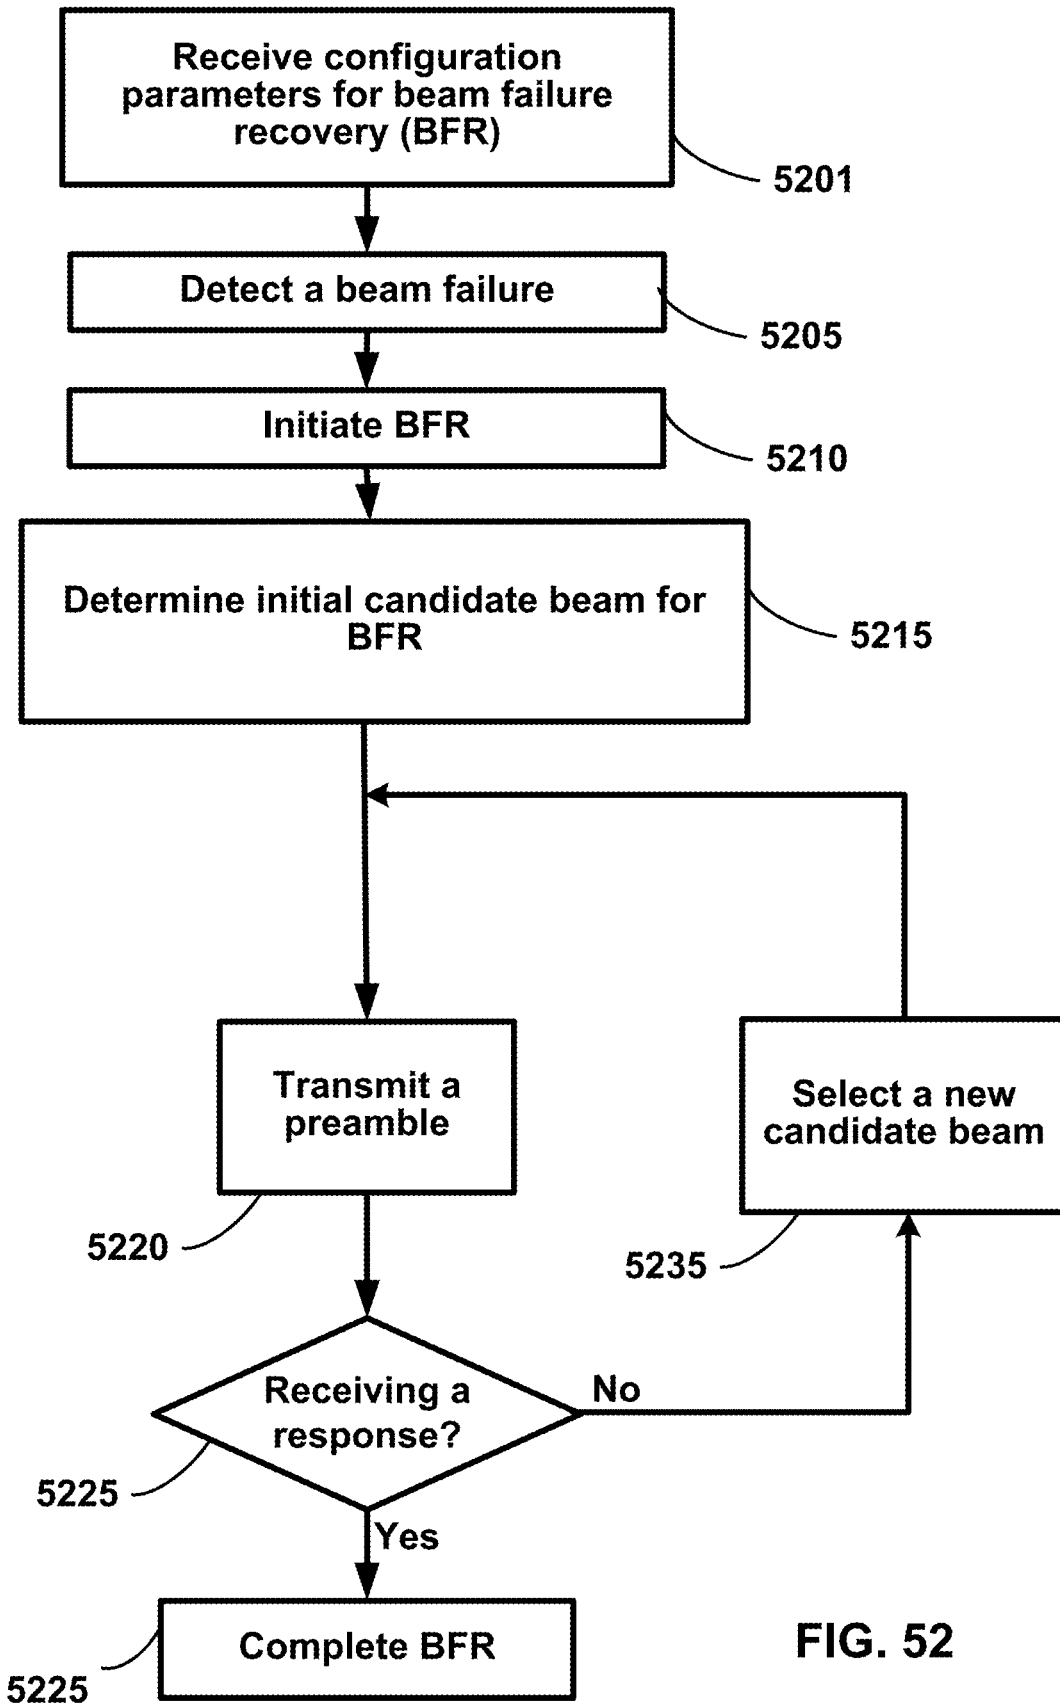 Receive configuration
parameters for beam failure
recovery (BFR)
5201
Detect a beam failure
5205
Initiate BFR
5210
Determine initial candidate beam for
BFR
5215
Transmit a
preamble
5220
Select a new
candidate beam
5235
Receiving a
response?
No
5225
Yes
Complete BFR
5225
FIG. 52